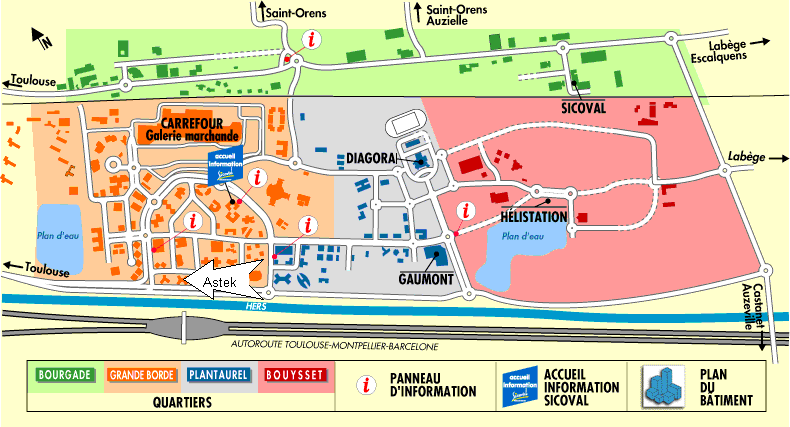 Saint-Orens
Saint-Orens
Auzielle
N
i
Labège
Escalquens
Toulouse
SICOVAL
CARREFOUR
Galerie marchande
DIAGORA
accueil
information
Sicoval
i
Labège
i
i
i
HÉLISTATION
Plan d'eau
Plan d'eau
Toulouse
Astek
GAUMONT
HERS
Castanet
Auzeville
AUTOROUTE TOULOUSE-MONTPELLIER-BARCELONE
BOURGADE
GRANDE BORDE
PLANTAUREL
BOUYSSET
QUARTIERS
i
PANNEAU
D'INFORMATION
accueil
information
Sicoval
ACCUEIL
INFORMATION
SICOVAL
PLAN
DU
BÂTIMENT